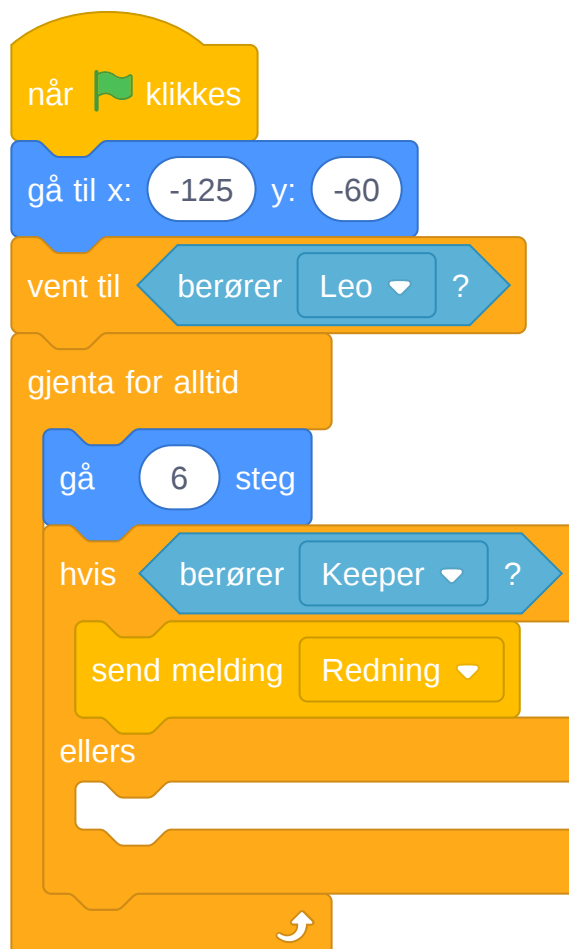 når klikkes
gå til x: -125 y: -60
vent til berører Leo ?
gjenta for alltid
gå 6 steg
hvis berører Keeper ?
send melding Redning
ellers